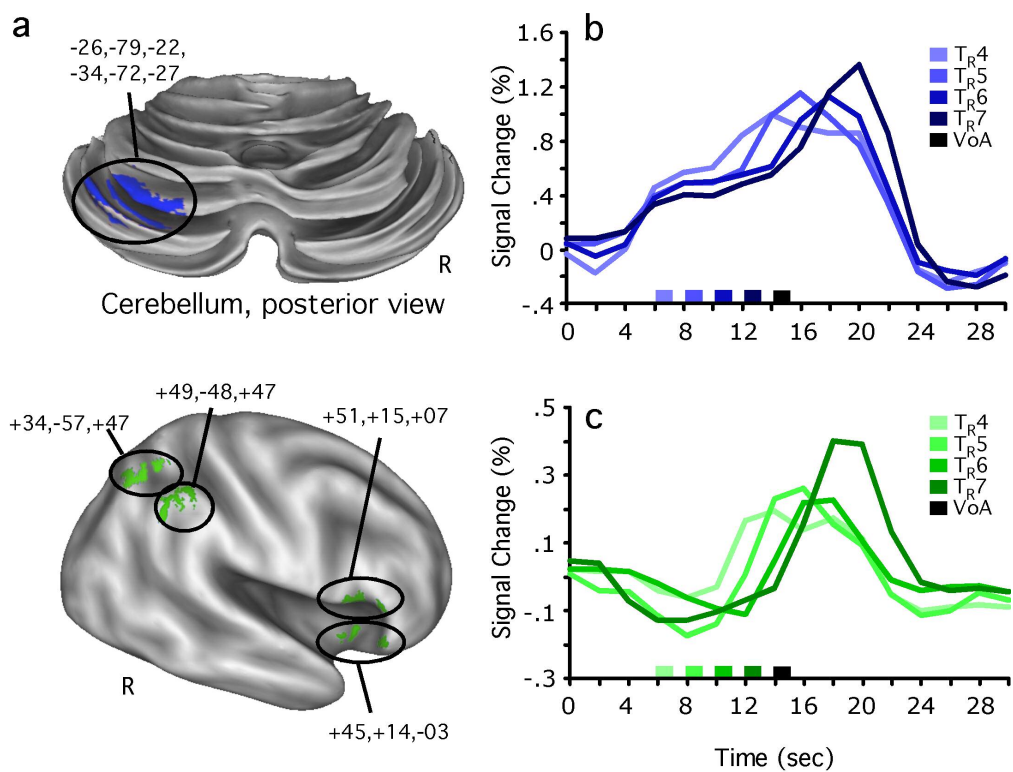 a
-26,-79,-22,
-34,-72,-27
R
Cerebellum, posterior view
+49,-48,+47
+34,-57,+47
+51,+15,+07
R
+45,+14,-03
b
Signal Change (%)
1.6
1.2
.8
.4
0
-.4
0 4 8 12 16 20 24 28
TR4
TR5
TR6
TR7
VoA
c
Signal Change (%)
.5
.3
.1
-.1
-.3
0 4 8 12 16 20 24 28
TR4
TR5
TR6
TR7
VoA
Time (sec)